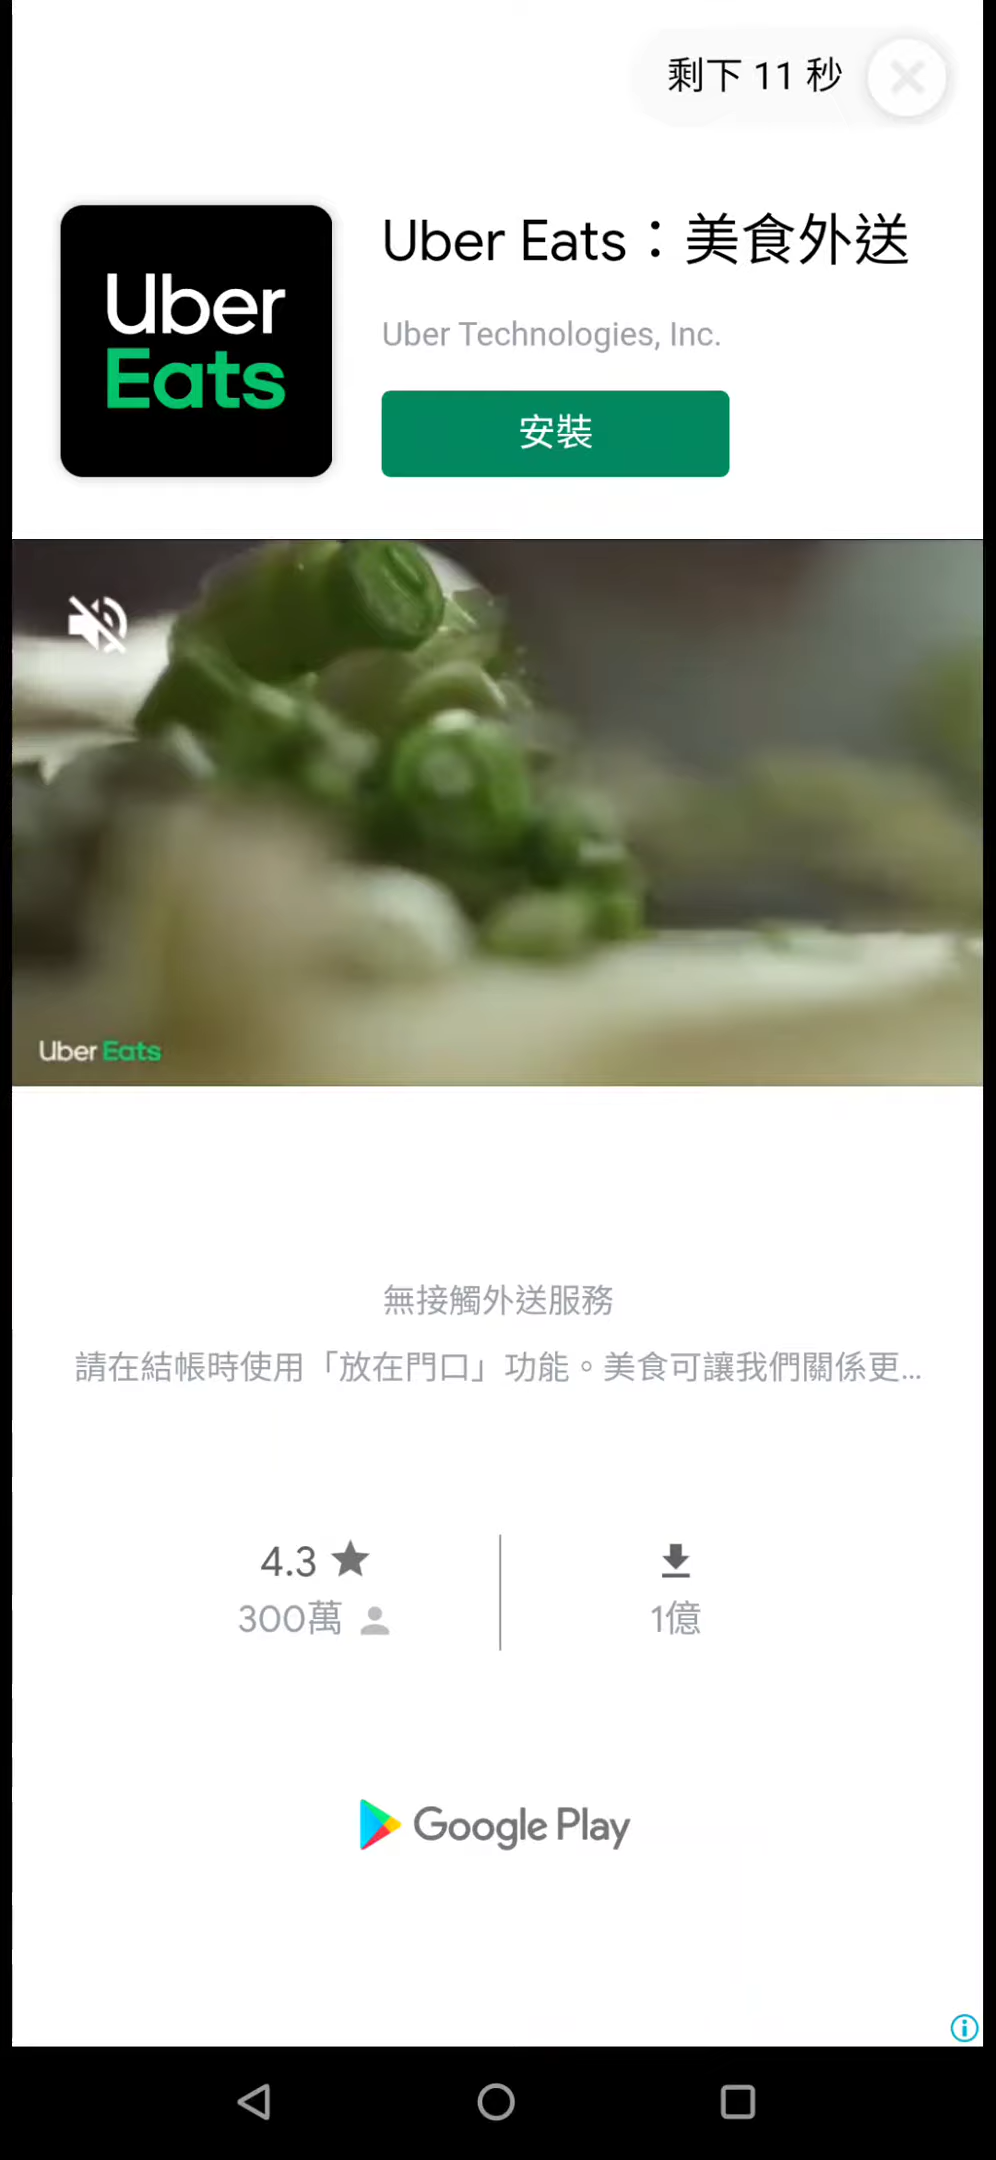 剩下 11 秒
Uber
Eats
Uber Eats：美食外送
Uber Technologies, Inc.
安裝
Uber Eats
無接觸外送服務
請在結帳時使用「放在門口」功能。美食可讓我們關係更...
4.3
300萬
1億
Google Play